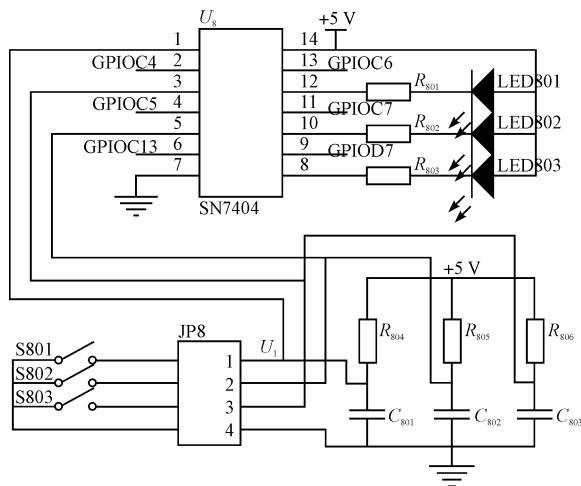 U8 +5 V
1 14
GPIOC4 2 13 GPIOC6
3 12 R801 LED801
GPIOC5 4 11 GPIOC7
5 10 R802 LED802
GPIOC13 6 9 GPIOD7
7 8 R803 LED803
SN7404
+5 V
JP8
R804 R805 R806
S801 1 U1
S802 2
S803 3
4
C801 C802 C803